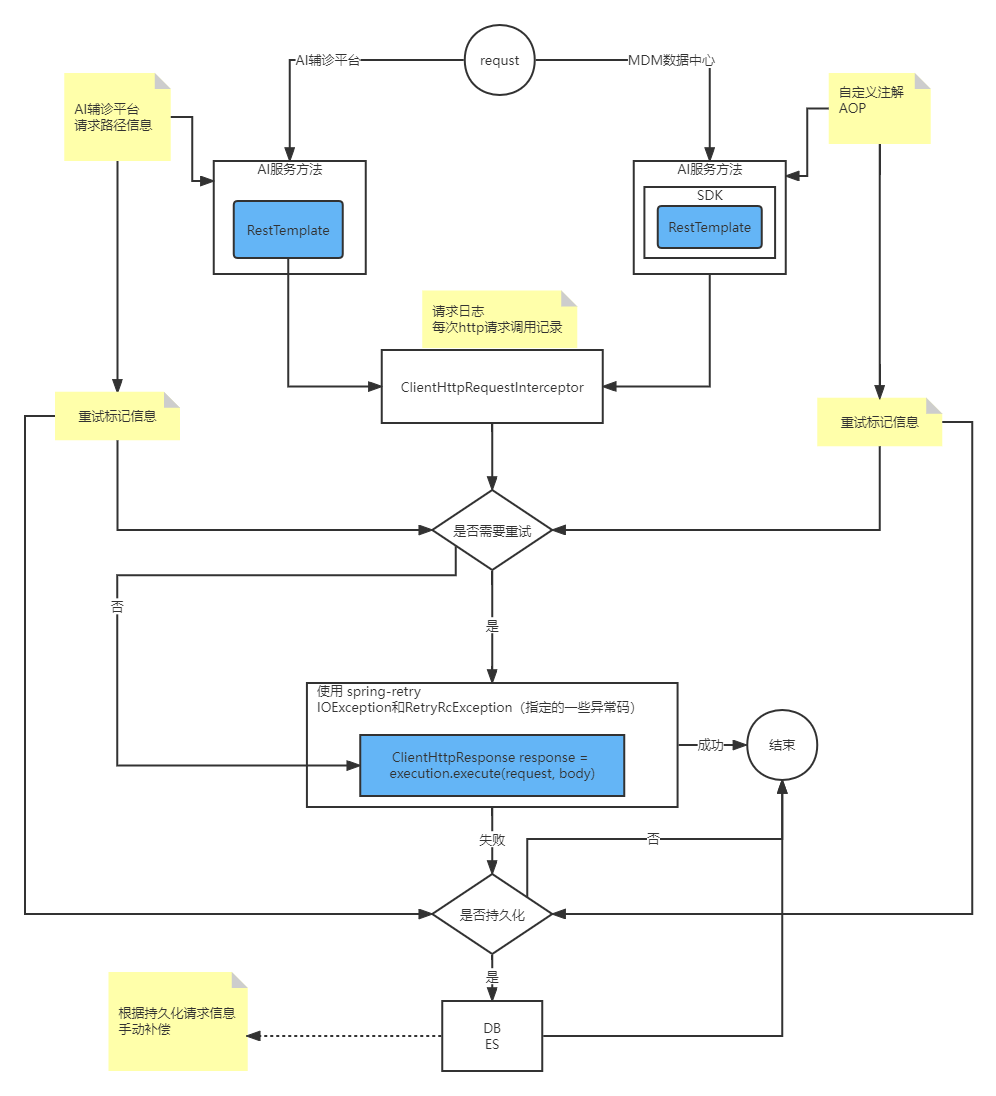 requst
AI辅诊平台
MDM数据中心
AI辅诊平台
请求路径信息
自定义注解
AOP
AI服务方法
RestTemplate
AI服务方法
SDK
RestTemplate
请求日志
每次http请求调用记录
ClientHttpRequestInterceptor
重试标记信息
重试标记信息
是否需要重试
否
是
使用 spring-retry
IOException和RetryRcException（指定的一些异常码）
ClientHttpResponse response =
execution.execute(request, body)
成功
结束
失败
否
是否持久化
是
根据持久化请求信息
手动补偿
DB
ES